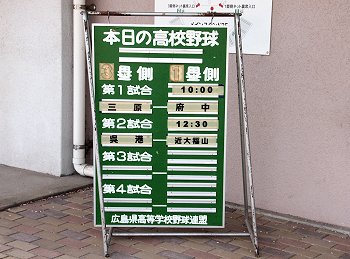 本日の高校野球
3塁側 1塁側
第1試合 10:00
三原 府中
第2試合 12:30
呉港 近大福山
第3試合
第4試合
広島県高等学校野球連盟